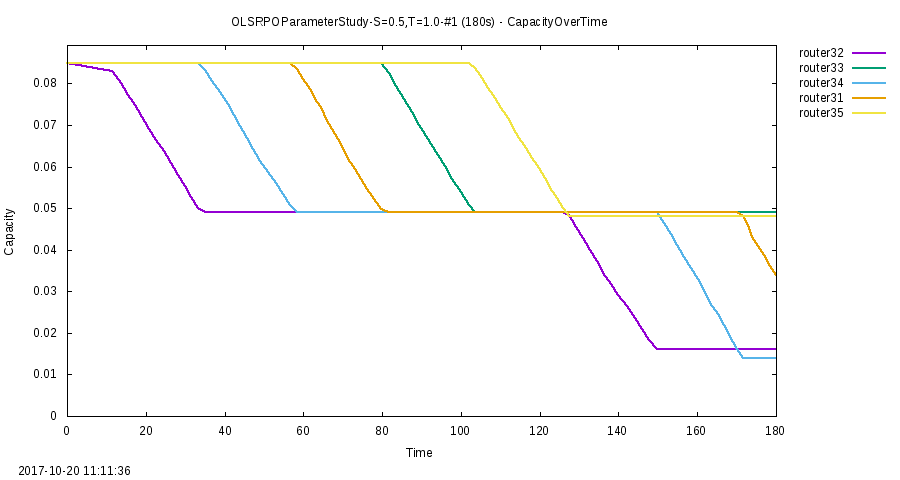 OLSRPOParameterStudy-S=0.5,T=1.0-#1 (180s) - CapacityOverTime
router32
router33
router34
router31
router35
0.08
0.07
0.06
0.05
0.04
0.03
0.02
0.01
0
Capacity
0 20 40 60 80 100 120 140 160 180
Time
2017-10-20 11:11:36